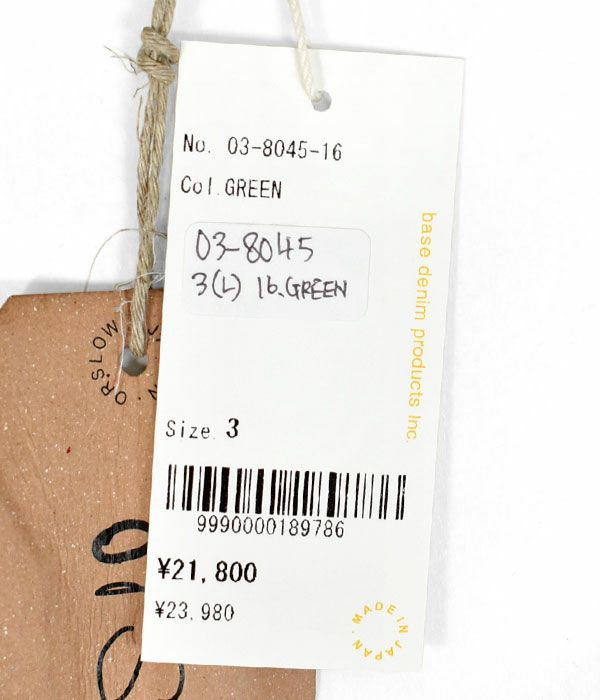 No. 03-8045-16
Col.GREEN
03-8045
3(L) 16.GREEN
base denim products Inc.
Size 3
9990000189786
¥21,800
¥23,980
MADE IN JAPAN.
ORSLOW